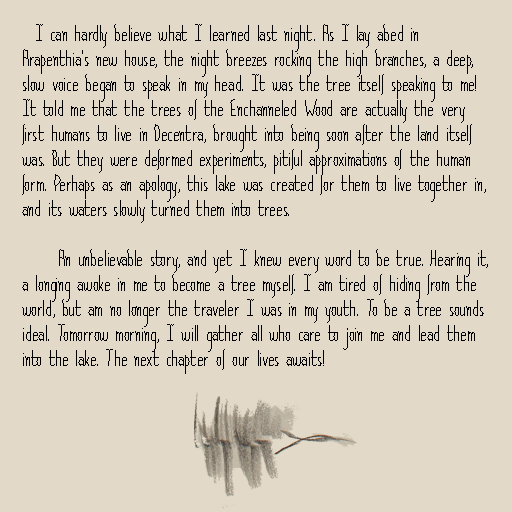 I can hardly believe what I learned last night. As I lay abed in
Arapenthia's new house, the night breezes rocking the high branches, a deep,
slow voice began to speak in my head. It was the tree itself speaking to me!
It told me that the trees of the Enchanneled Wood are actually the very
first humans to live in Decentra, brought into being soon after the land itself
was. But they were deformed experiments, pitiful approximations of the human
form. Perhaps as an apology, this lake was created for them to live together in,
and its waters slowly turned them into trees.
An unbelievable story, and yet I knew every word to be true. Hearing it,
a longing awoke in me to become a tree myself. I am tired of hiding from the
world, but am no longer the traveler I was in my youth. To be a tree sounds
ideal. Tomorrow morning, I will gather all who care to join me and lead them
into the lake. The next chapter of our lives awaits!